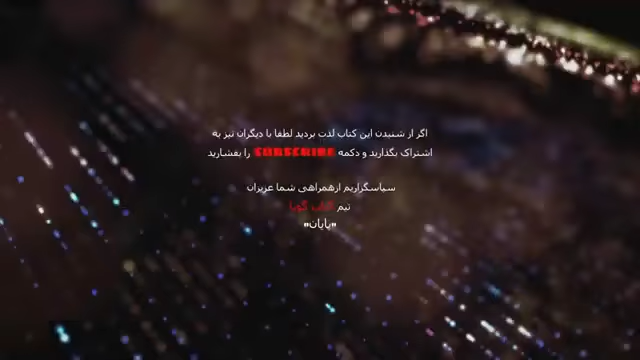 اگر از شنیدن این کتاب لذت بردید لطفا با دیگران نیز به
اشتراک بگذارید و دکمه SUBSCRIBE را بفشارید
سپاسگزاریم ازهمراهی شما عزیزان
تیم کتاب گویا
«پایان»